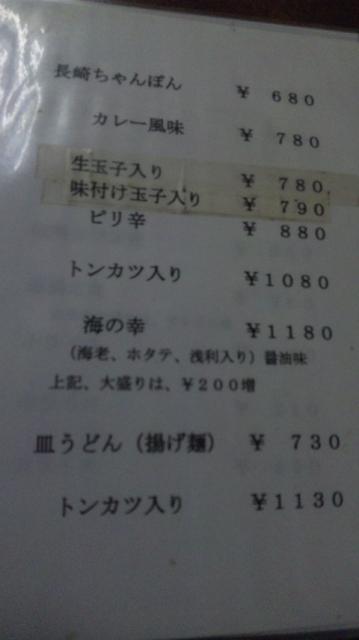 長崎ちゃんぽん ￥ 680
カレー風味 ￥ 780
生玉子入り ￥ 780
味付け玉子入り ￥ 790
ピリ辛 ￥ 880
トンカツ入り ￥1080
海の幸 ￥1180
（海老、ホタテ、浅利入り）醤油味
上記、大盛りは、￥200増
皿うどん（揚げ麺） ￥ 730
トンカツ入り ￥1130